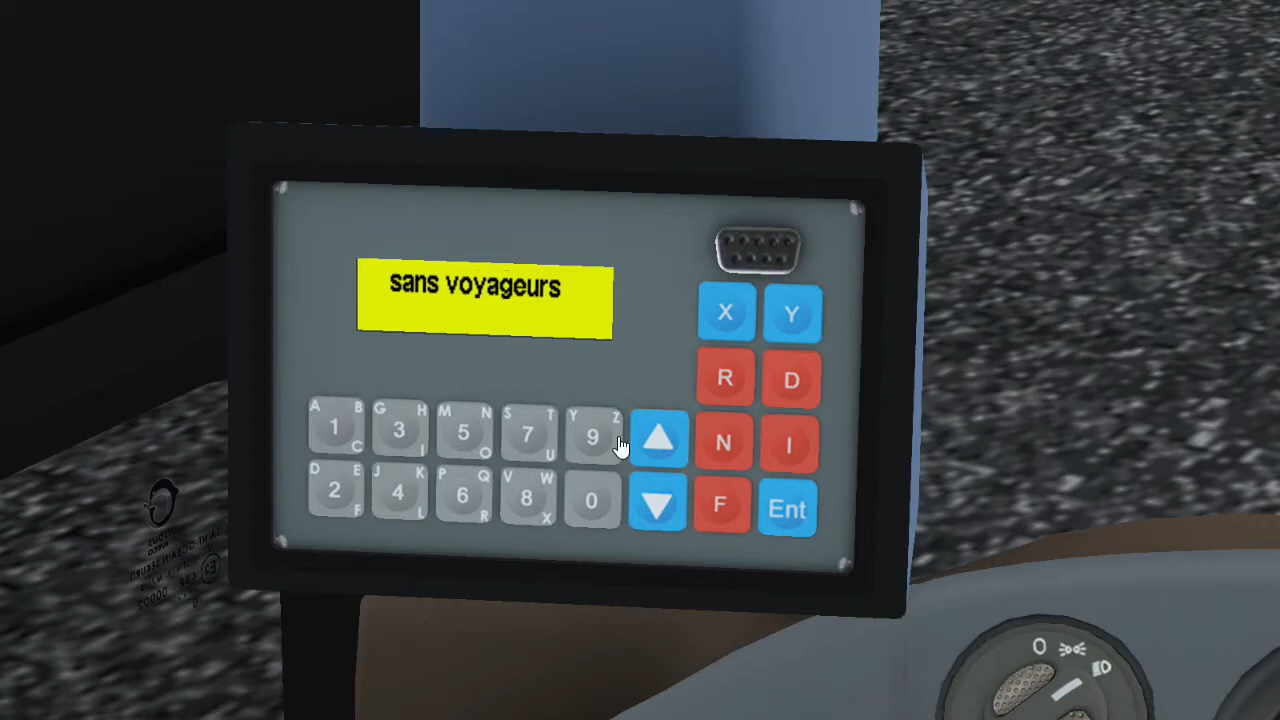 sans voyageurs
X Y
R D
A B 1 C G H 3 I M N 5 O S T 7 U Y Z 9 N I
D E 2 F J K 4 L P Q 6 R V W 8 X 0 F Ent
0